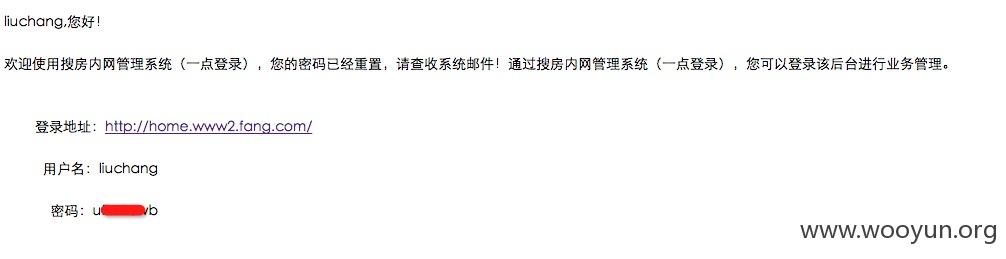 liuchang,您好！
欢迎使用搜房内网管理系统（一点登录），您的密码已经重置，请查收系统邮件！通过搜房内网管理系统（一点登录），您可以登录该后台进行业务管理。
登录地址：http://home.www2.fang.com/
用户名：liuchang
密码：
www.wooyun.org